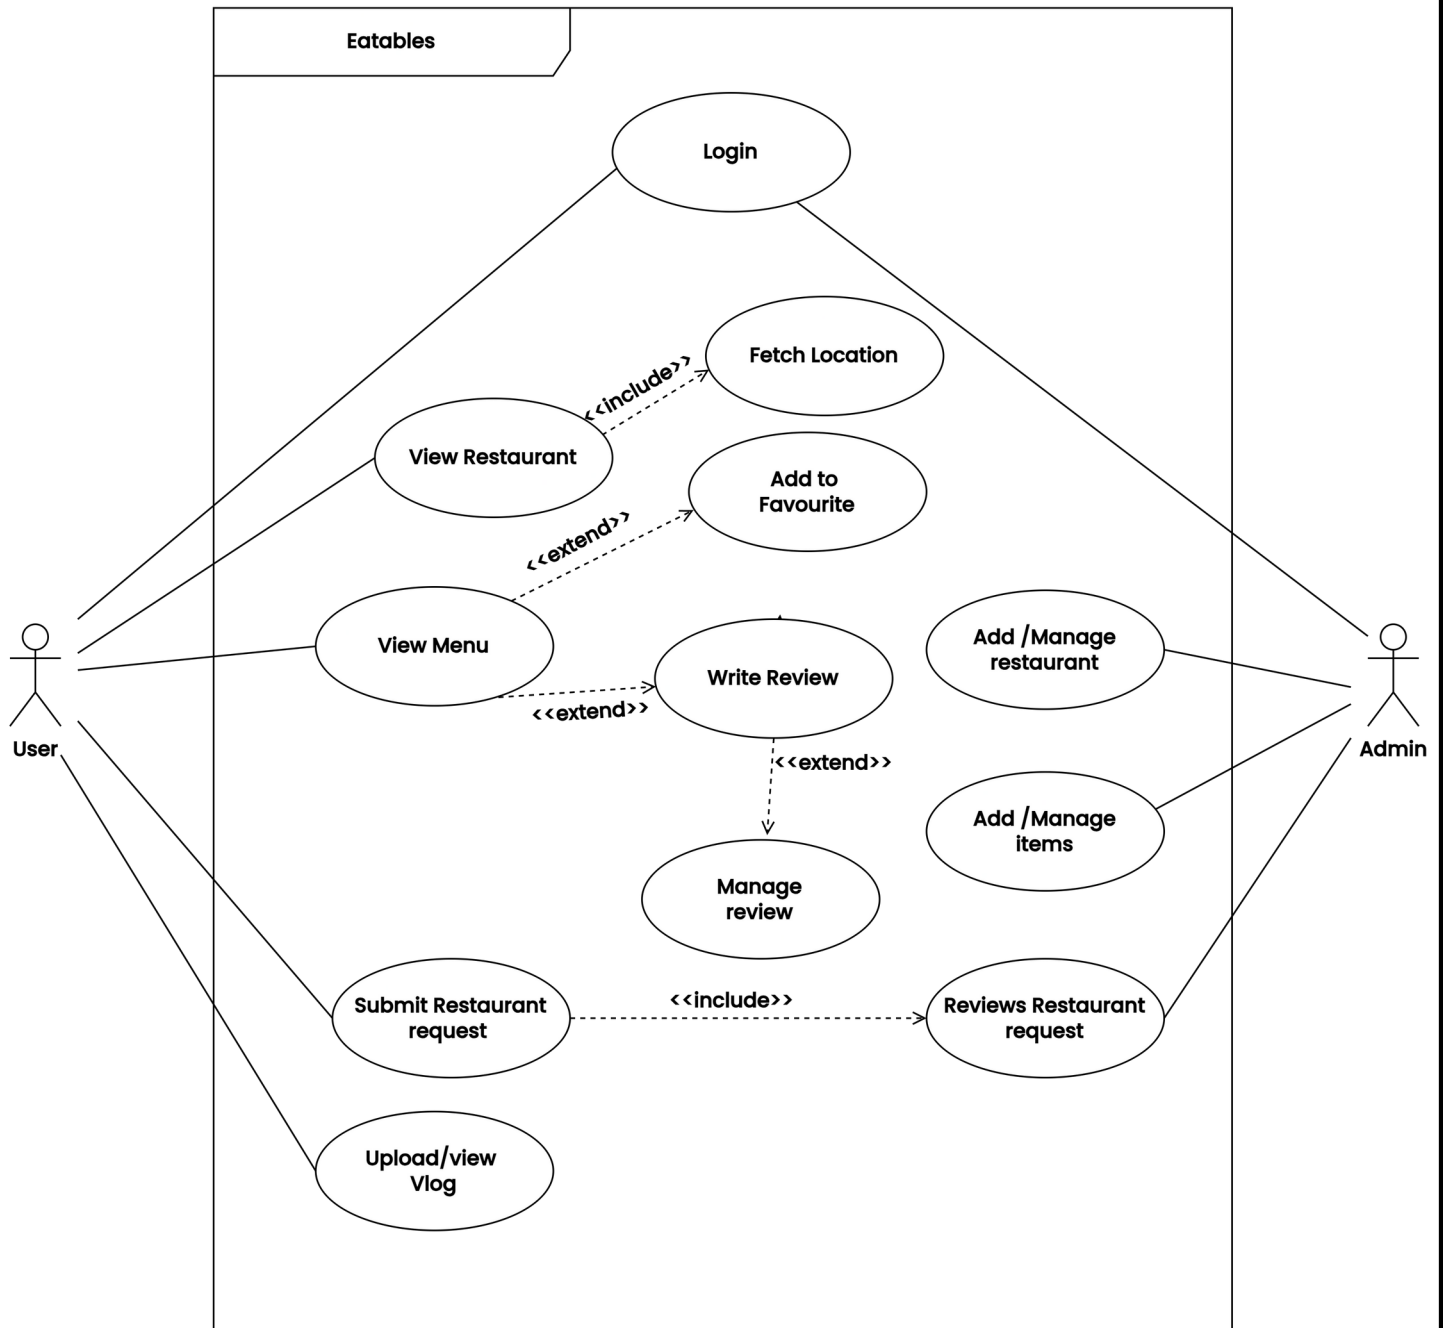 Eatables
Login
Fetch Location
<<include>>
View Restaurant
Add to
Favourite
<<extend>>
View Menu
Write Review
<<extend>>
Add /Manage
restaurant
User
Admin
<<extend>>
Add /Manage
items
Manage
review
Submit Restaurant
request
<<include>>
Reviews Restaurant
request
Upload/view
Vlog